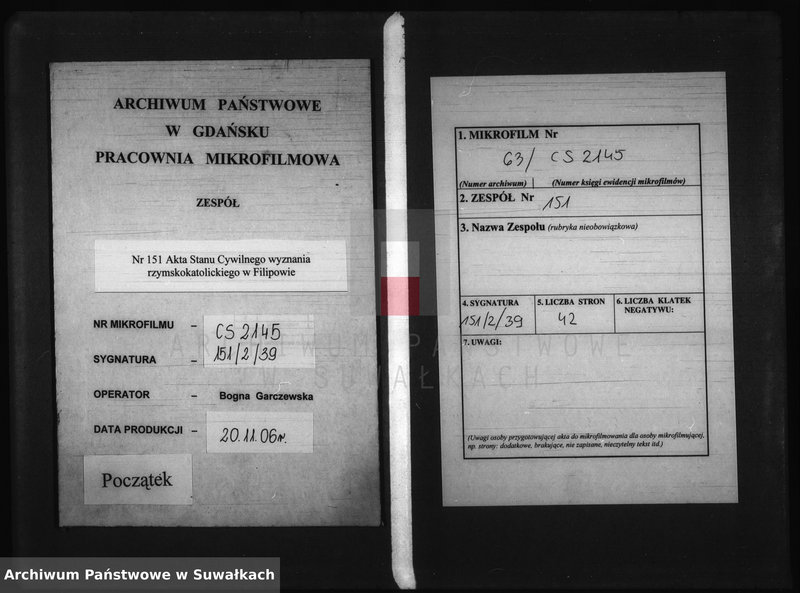 ARCHIWUM PAŃSTWOWE
W GDAŃSKU
PRACOWNIA MIKROFILMOWA
ZESPÓŁ
Nr 151 Akta Stanu Cywilnego wyznania
rzymskokatolickiego w Filipowie
NR MIKROFILMU – CS 2145
SYGNATURA – 151/2/39
OPERATOR – Bogna Garczewska
DATA PRODUKCJI – 20.11.06r.
Początek
1. MIKROFILM Nr
63/ CS 2145
(Numer archiwum) (Numer księgi ewidencji mikrofilmów)
2. ZESPÓŁ Nr 151
3. Nazwa Zespołu (rubryka nieobowiązkowa)
4. SYGNATURA 5. LICZBA STRON 6. LICZBA KLATEK
NEGATYWU:
151/2/39 42
7. UWAGI:
(Uwagi osoby przygotowującej akta do mikrofilmowania dla osoby mikrofilmującej,
np. strony: dodatkowe, brakujące, nie zapisane, nieczytelny tekst itd.)
ARCHIWUM PAŃSTWOWE
W SUWAŁKACH
Archiwum Państwowe w Suwałkach